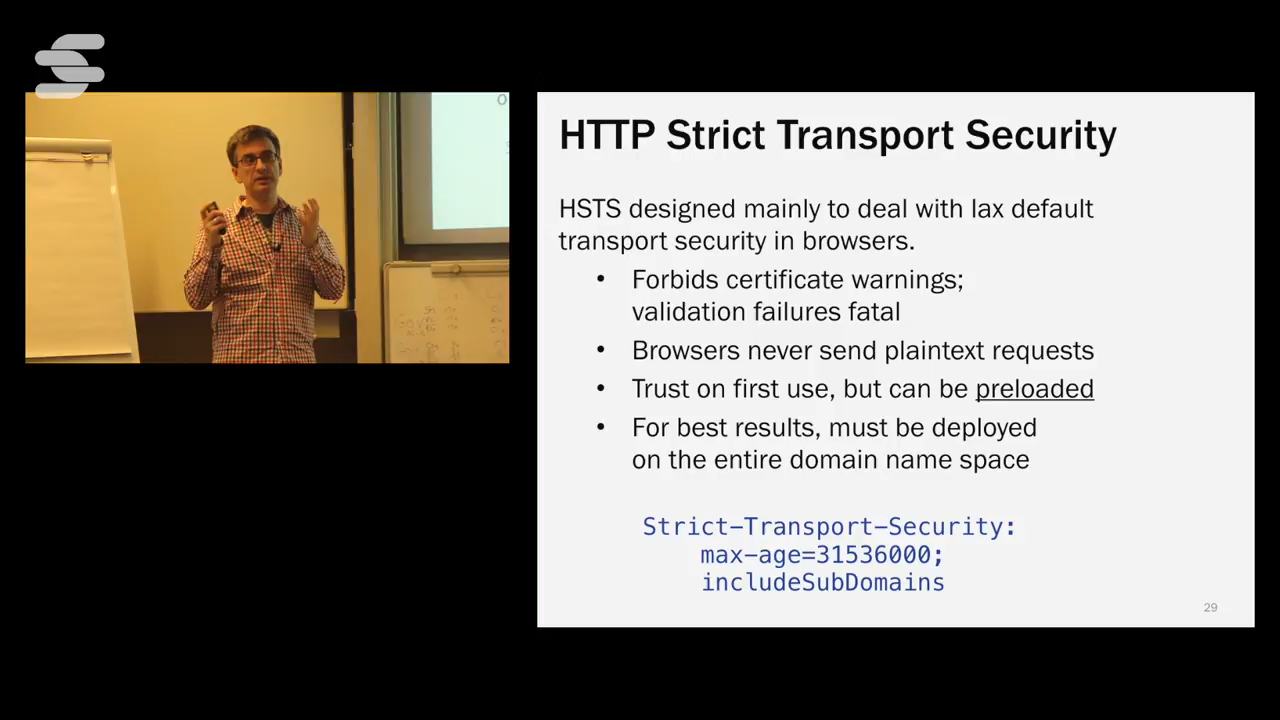 HTTP Strict Transport Security
HSTS designed mainly to deal with lax default
transport security in browsers.
• Forbids certificate warnings;
validation failures fatal
• Browsers never send plaintext requests
• Trust on first use, but can be preloaded
• For best results, must be deployed
on the entire domain name space
Strict-Transport-Security:
max-age=31536000;
includeSubDomains
29